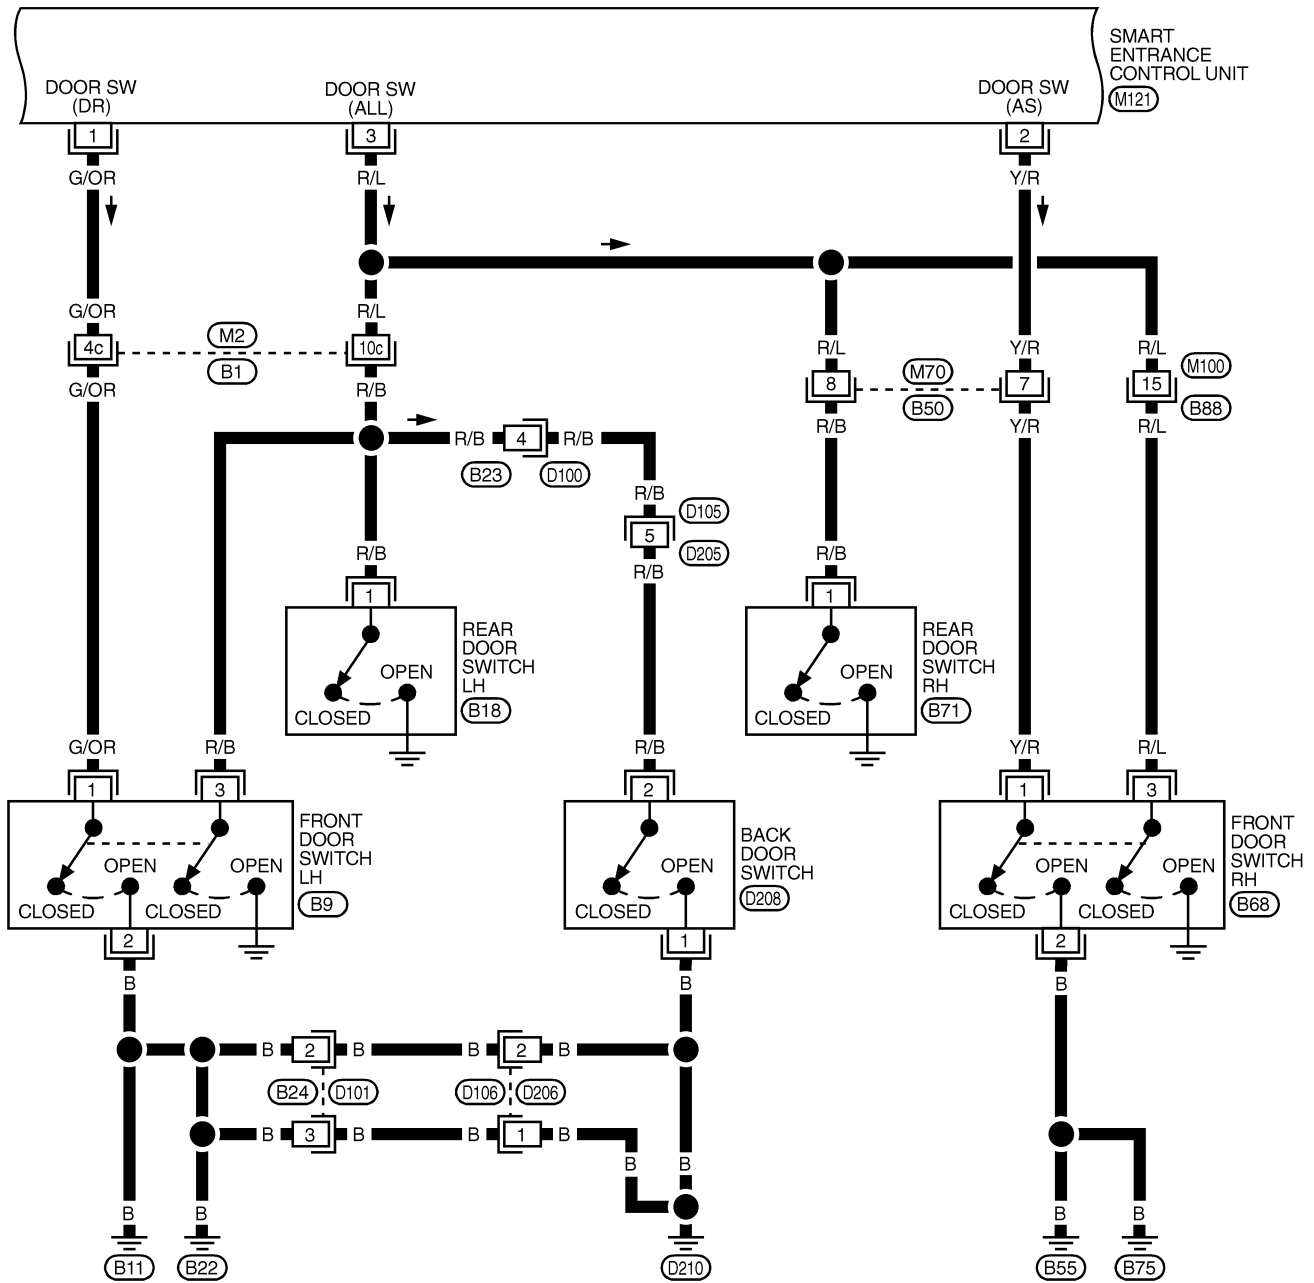 SMART
ENTRANCE
CONTROL UNIT
M121
DOOR SW
(DR)
DOOR SW
(ALL)
DOOR SW
(AS)
1
3
2
G/OR
R/L
Y/R
G/OR
R/L
4c
M2
B1
10c
G/OR
R/B
R/L
Y/R
R/L
8
M70
B50
7
15
M100
B88
R/B
Y/R
R/L
R/B
4
R/B
B23
D100
R/B
D105
5
D205
R/B
R/B
R/B
1
1
REAR
DOOR
SWITCH
LH
B18
OPEN
CLOSED
REAR
DOOR
SWITCH
RH
B71
OPEN
CLOSED
G/OR
R/B
R/B
Y/R
R/L
1
3
2
1
3
FRONT
DOOR
SWITCH
LH
B9
OPEN
OPEN
CLOSED
CLOSED
BACK
DOOR
SWITCH
D208
OPEN
CLOSED
FRONT
DOOR
SWITCH
RH
B68
OPEN
OPEN
CLOSED
CLOSED
2
1
2
B
B
B
B
2
B
B
2
B
B24
D101
D106
D206
B
3
B
B
1
B
B
B
B
B
B
B
B11
B22
D210
B55
B75